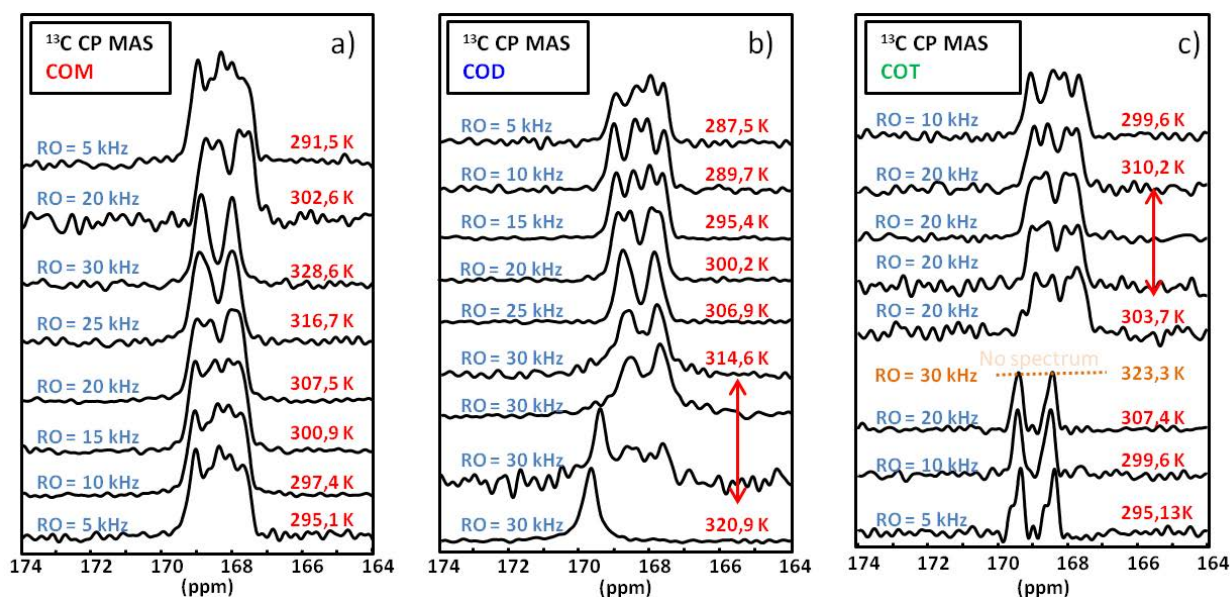 ¹³C CP MAS
COM
a)
RO = 5 kHz 291,5 K
RO = 20 kHz 302,6 K
RO = 30 kHz 328,6 K
RO = 25 kHz 316,7 K
RO = 20 kHz 307,5 K
RO = 15 kHz 300,9 K
RO = 10 kHz 297,4 K
RO = 5 kHz 295,1 K
174 172 170 168 166 164
(ppm)
¹³C CP MAS
COD
b)
RO = 5 kHz 287,5 K
RO = 10 kHz 289,7 K
RO = 15 kHz 295,4 K
RO = 20 kHz 300,2 K
RO = 25 kHz 306,9 K
RO = 30 kHz 314,6 K
RO = 30 kHz
RO = 30 kHz
RO = 30 kHz 320,9 K
174 172 170 168 166 164
(ppm)
¹³C CP MAS
COT
c)
RO = 10 kHz 299,6 K
RO = 20 kHz 310,2 K
RO = 20 kHz
RO = 20 kHz
RO = 20 kHz 303,7 K
No spectrum
RO = 30 kHz 323,3 K
RO = 20 kHz 307,4 K
RO = 10 kHz 299,6 K
RO = 5 kHz 295,13K
174 172 170 168 166 164
(ppm)